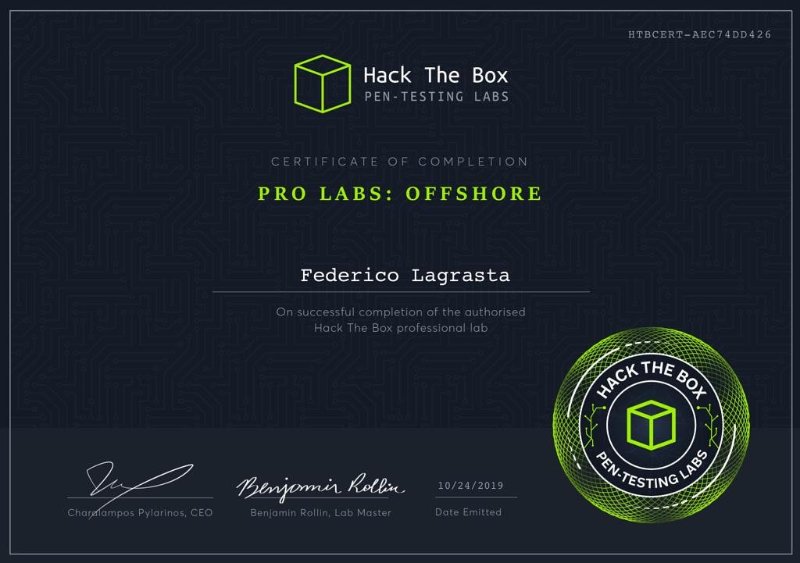 HTBCERT-AEC74DD426
Hack The Box
PEN-TESTING LABS
CERTIFICATE OF COMPLETION
PRO LABS: OFFSHORE
Federico Lagrasta
On successful completion of the authorised
Hack The Box professional lab
HACK THE BOX
PEN-TESTING LABS
Benjamin Rollin
10/24/2019
Charalampos Pylarinos, CEO
Benjamin Rollin, Lab Master
Date Emitted